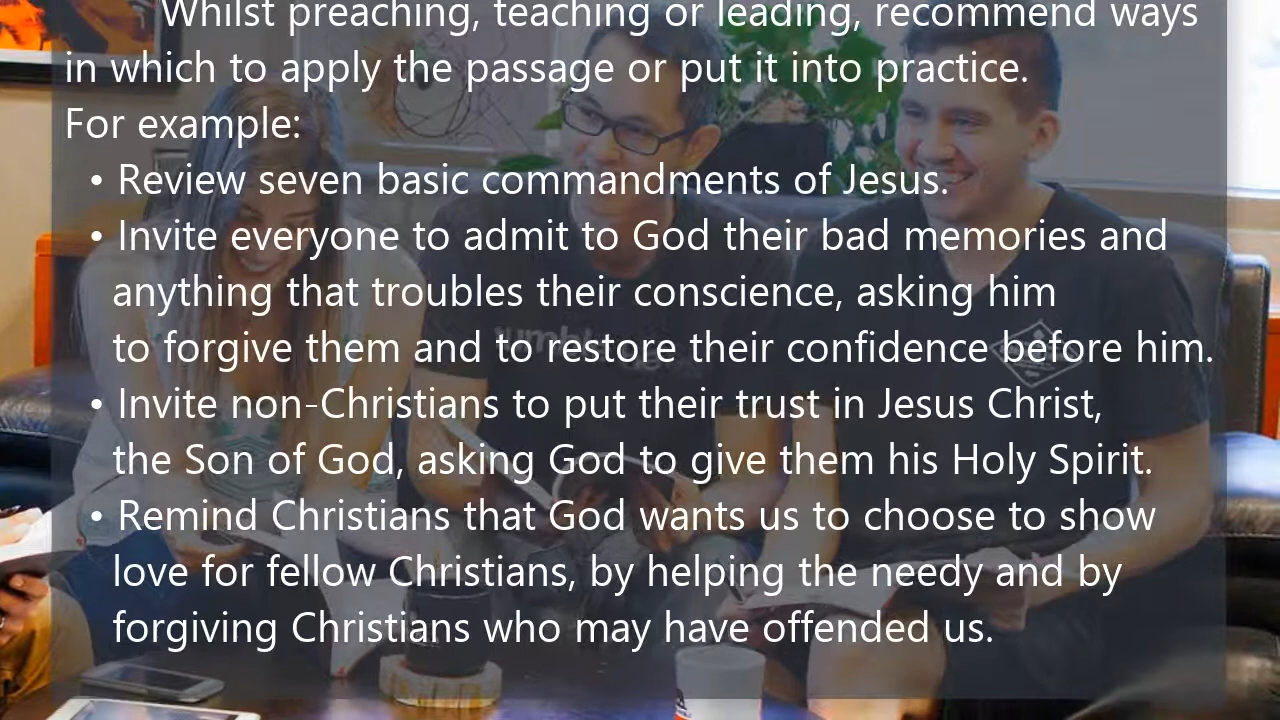 Whilst preaching, teaching or leading, recommend ways
in which to apply the passage or put it into practice.
For example:
• Review seven basic commandments of Jesus.
• Invite everyone to admit to God their bad memories and
anything that troubles their conscience, asking him
to forgive them and to restore their confidence before him.
• Invite non-Christians to put their trust in Jesus Christ,
the Son of God, asking God to give them his Holy Spirit.
• Remind Christians that God wants us to choose to show
love for fellow Christians, by helping the needy and by
forgiving Christians who may have offended us.